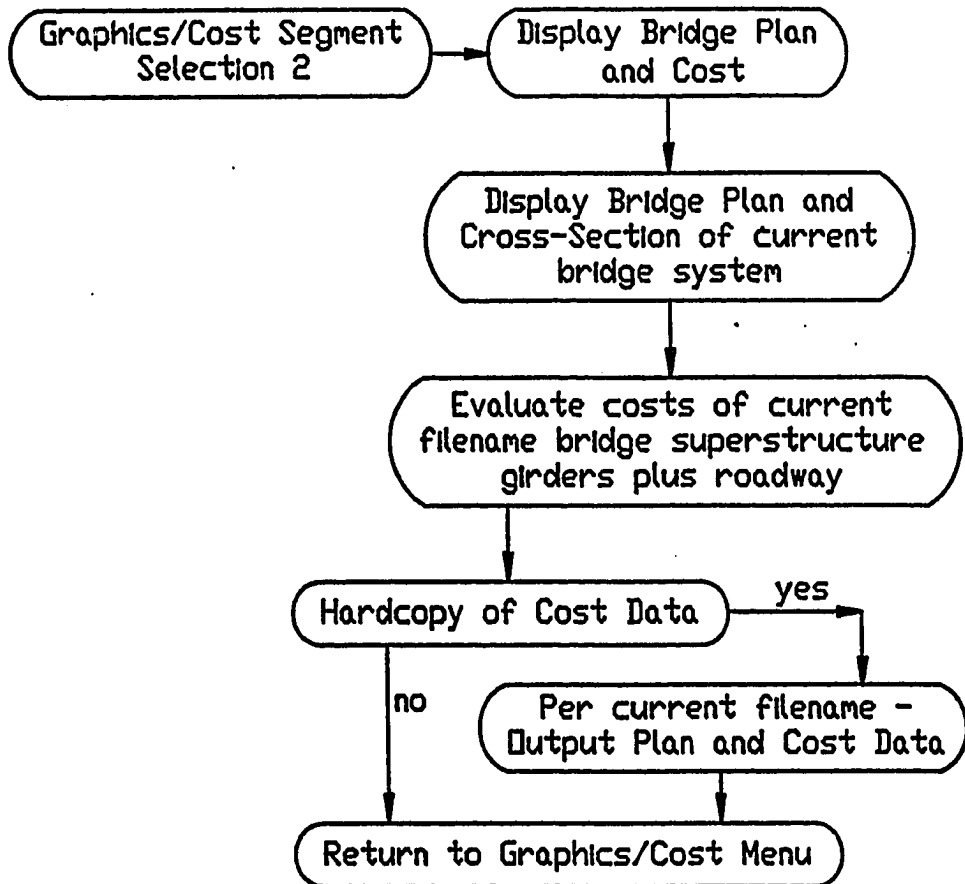 Graphics/Cost Segment
Selection 2
Display Bridge Plan
and Cost
Display Bridge Plan and
Cross-Section of current
bridge system
Evaluate costs of current
filename bridge superstructure
girders plus roadway
Hardcopy of Cost Data
yes
no
Per current filename -
Output Plan and Cost Data
Return to Graphics/Cost Menu